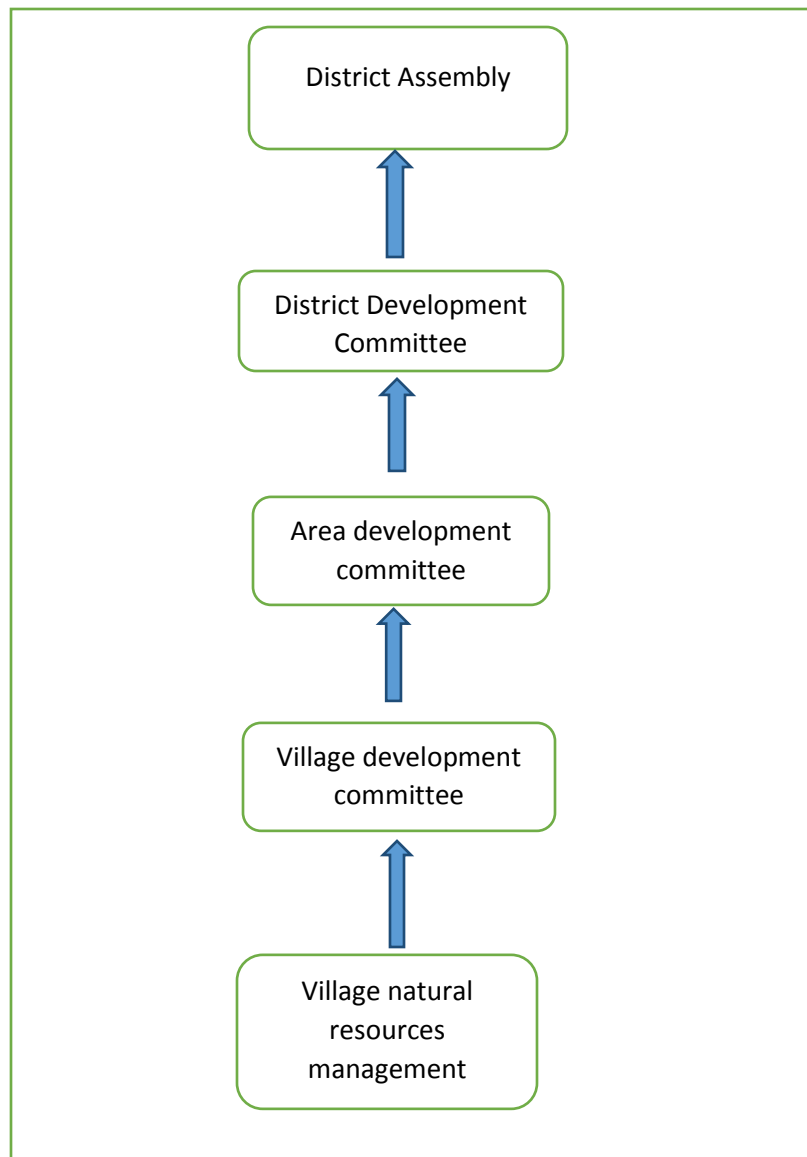 District Assembly
District Development
Committee
Area development
committee
Village development
committee
Village natural
resources
management